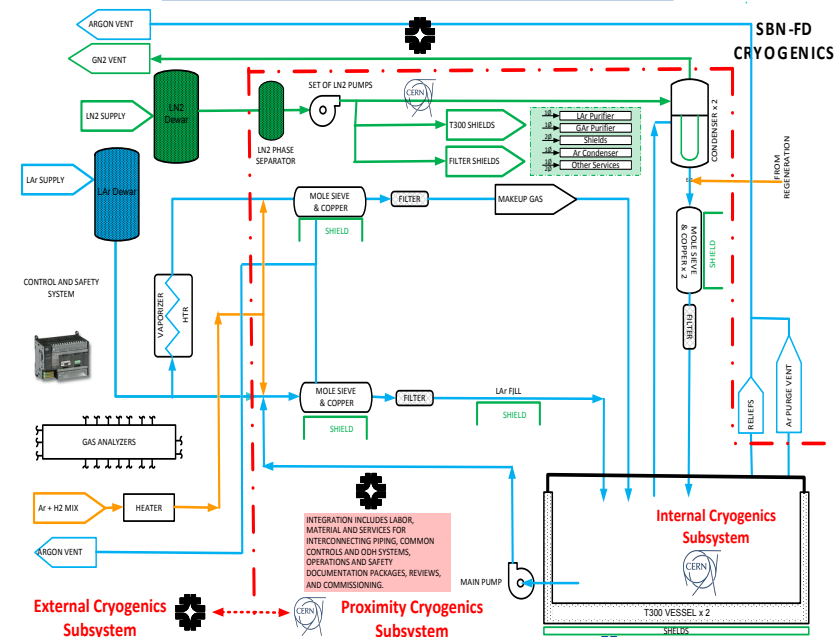 ARGON VENT
SBN-FD
CRYOGENICS
GN2 VENT
SET OF LN2 PUMPS
CERN
LN2 SUPPLY
LN2
Dewar
LN2 PHASE
SEPARATOR
T300 SHIELDS
FILTER SHIELDS
LAr Purifier
GAr Purifier
Shields
Ar Condenser
Other Services
CONDENSER x 2
FROM
REGENERATION
LAr SUPPLY
LAr Dewar
MOLE SIEVE
& COPPER
SHIELD
FILTER
MAKEUP GAS
MOLE SIEVE
& COPPER x 2
SHIELD
FILTER
CONTROL AND SAFETY
SYSTEM
VAPORIZER
HTR
MOLE SIEVE
& COPPER
SHIELD
FILTER
LAr FILL
SHIELD
RELIEFS
Ar PURGE VENT
GAS ANALYZERS
Ar + H2 MIX
HEATER
ARGON VENT
INTEGRATION INCLUDES LABOR,
MATERIAL AND SERVICES FOR
INTERCONNECTING PIPING, COMMON
CONTROLS AND ODH SYSTEMS,
OPERATIONS AND SAFETY
DOCUMENTATION PACKAGES, REVIEWS,
AND COMMISSIONING.
MAIN PUMP
Internal Cryogenics
Subsystem
CERN
T300 VESSEL x 2
SHIELDS
External Cryogenics
Subsystem
CERN
Proximity Cryogenics
Subsystem